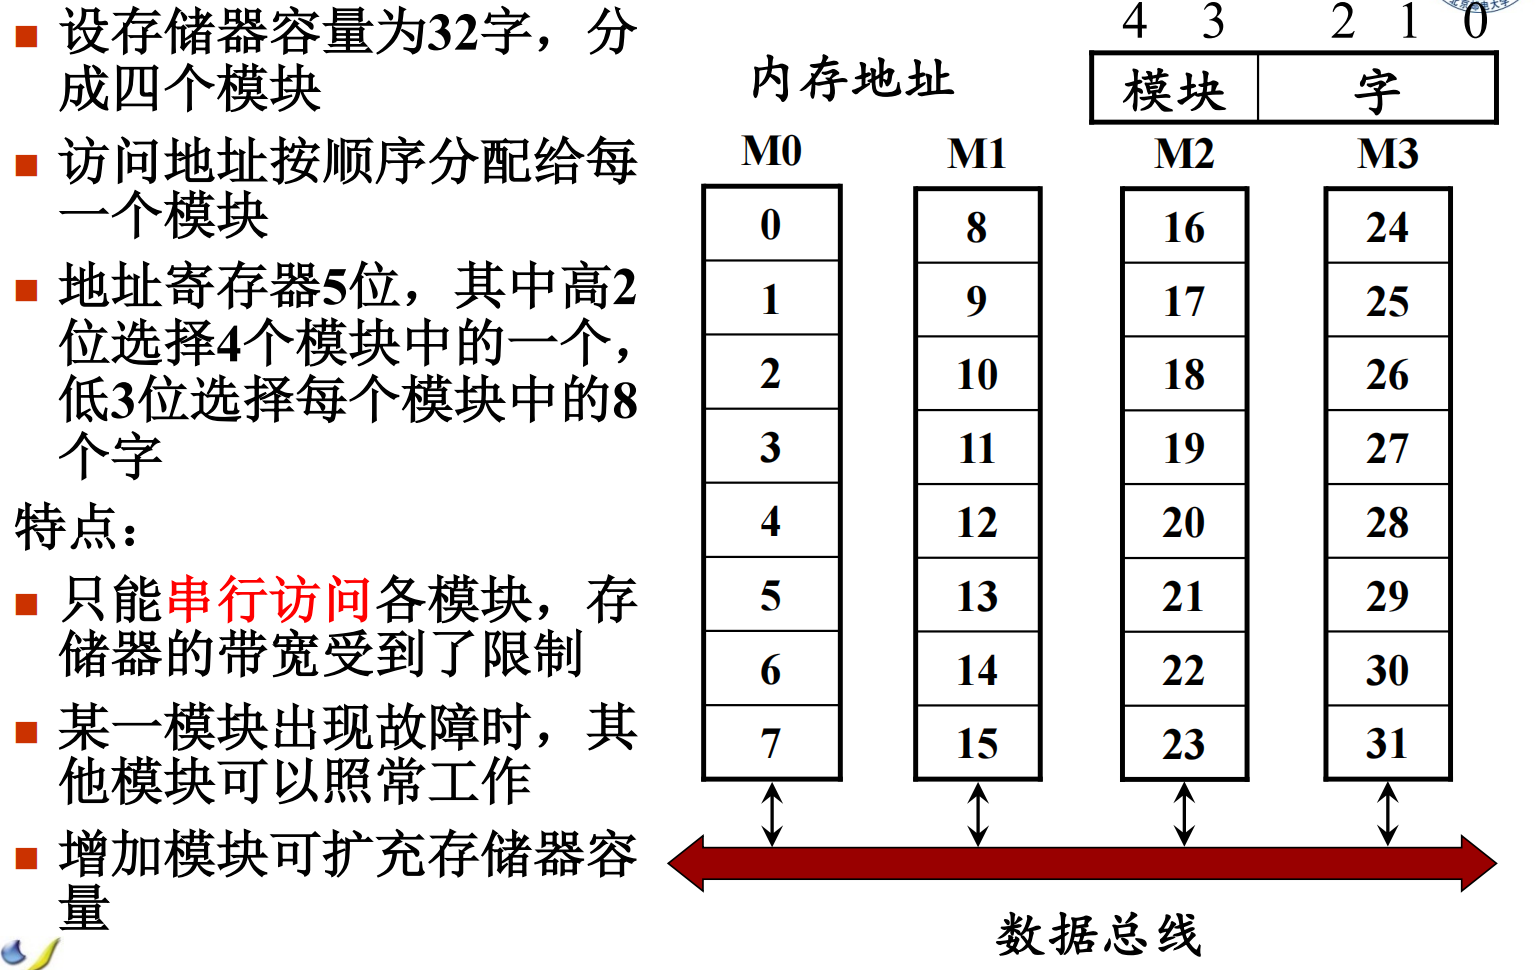 设存储器容量为32字，分
成四个模块
访问地址按顺序分配给每
一个模块
地址寄存器5位，其中高2
位选择4个模块中的一个，
低3位选择每个模块中的8
个字
特点：
只能串行访问各模块，存
储器的带宽受到了限制
某一模块出现故障时，其
他模块可以照常工作
增加模块可扩充存储器容
量
4 3 2 1 0
内存地址 模块 字
M0 M1 M2 M3
0 8 16 24
1 9 17 25
2 10 18 26
3 11 19 27
4 12 20 28
5 13 21 29
6 14 22 30
7 15 23 31
数据总线